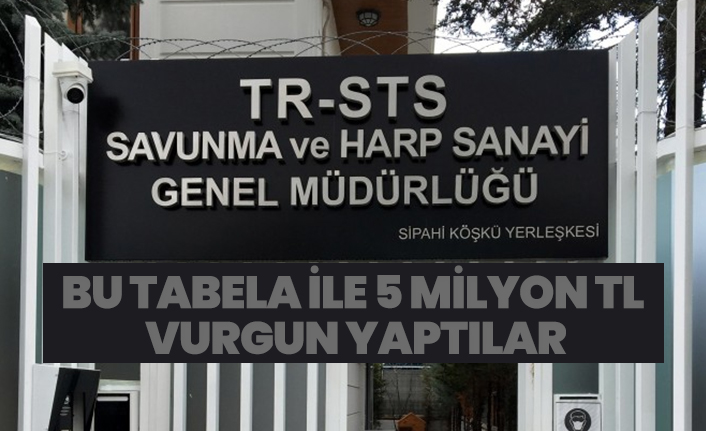 TR-STS
SAVUNMA ve HARP SANAYİ
GENEL MÜDÜRLÜĞÜ
SİPAHİ KÖŞKÜ YERLEŞKESİ
BU TABELA İLE 5 MİLYON TL
VURGUN YAPTILAR